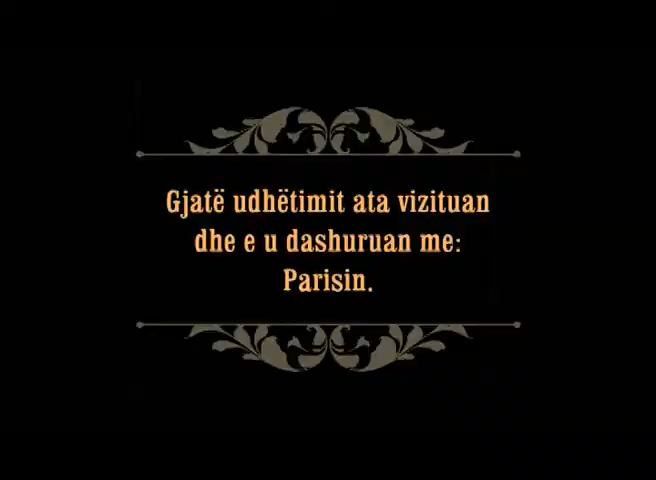 Gjatë udhëtimit ata vizituan
dhe e u dashuruan me:
Parisin.